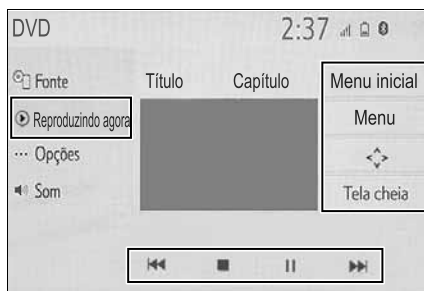 DVD 2:37
Fonte Título Capítulo Menu inicial
Reproduzindo agora Menu
... Opções
Som Tela cheia